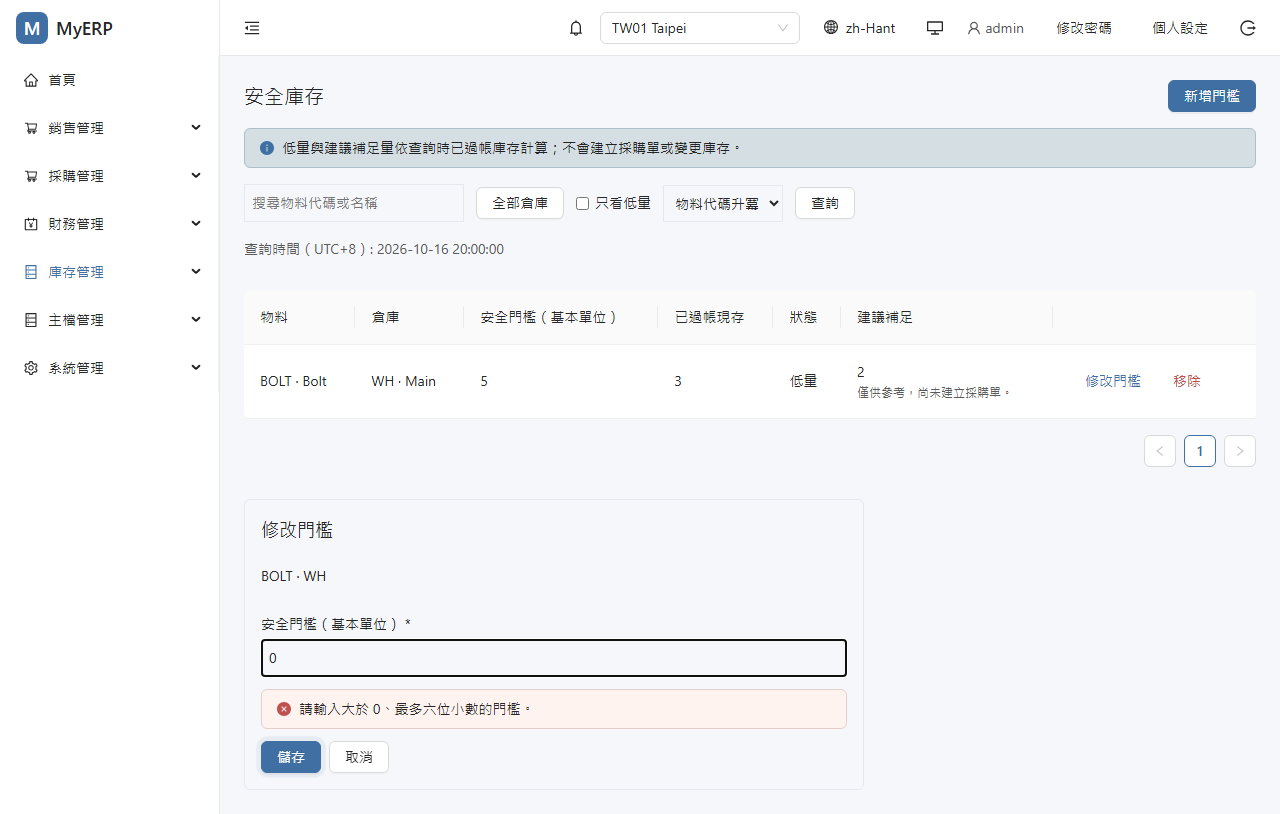 M MyERP
TW01 Taipei
zh-Hant
admin
修改密碼
個人設定
首頁
銷售管理
採購管理
財務管理
庫存管理
主檔管理
系統管理
安全庫存
新增門檻
低量與建議補足量依查詢時已過帳庫存計算；不會建立採購單或變更庫存。
搜尋物料代碼或名稱
全部倉庫
只看低量
物料代碼升冪
查詢
查詢時間（UTC+8）: 2026-10-16 20:00:00
物料 倉庫 安全門檻（基本單位） 已過帳現存 狀態 建議補足
BOLT · Bolt WH · Main 5 3 低量 2 修改門檻 移除
僅供參考，尚未建立採購單。
1
修改門檻
BOLT · WH
安全門檻（基本單位） *
0
請輸入大於 0、最多六位小數的門檻。
儲存 取消